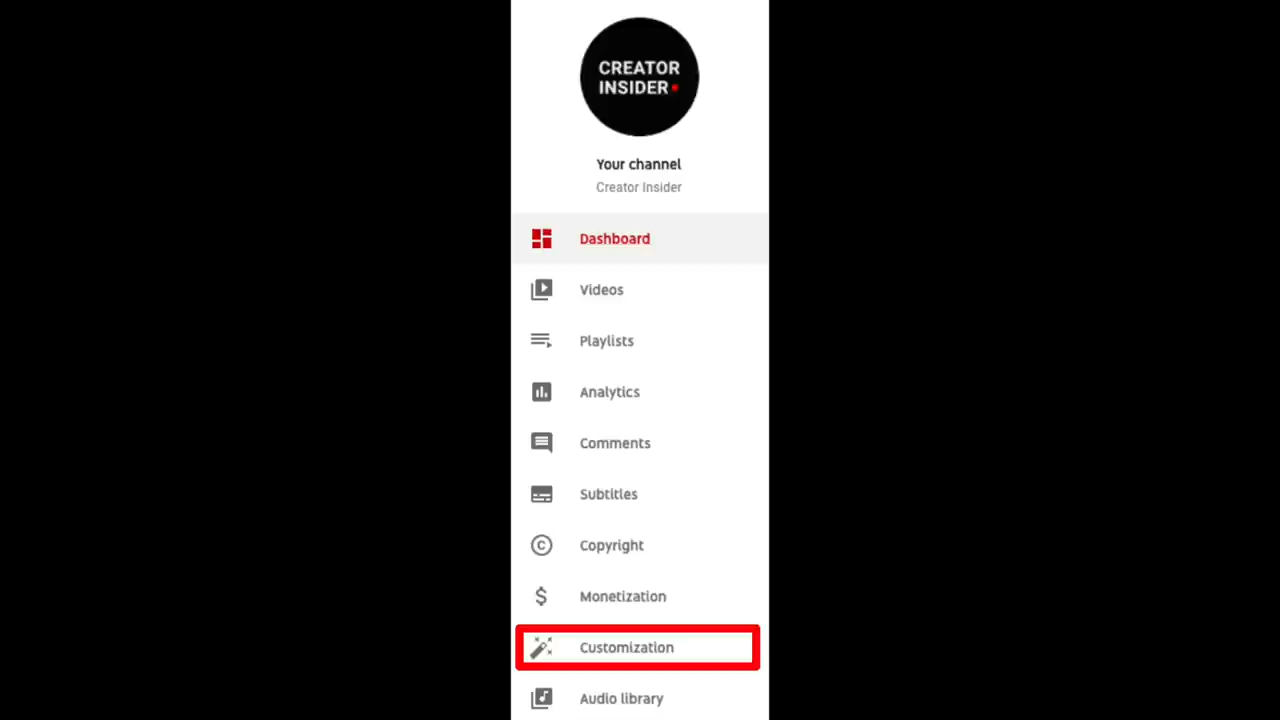 CREATOR
INSIDER
Your channel
Creator Insider
Dashboard
Videos
Playlists
Analytics
Comments
Subtitles
Copyright
Monetization
Customization
Audio library